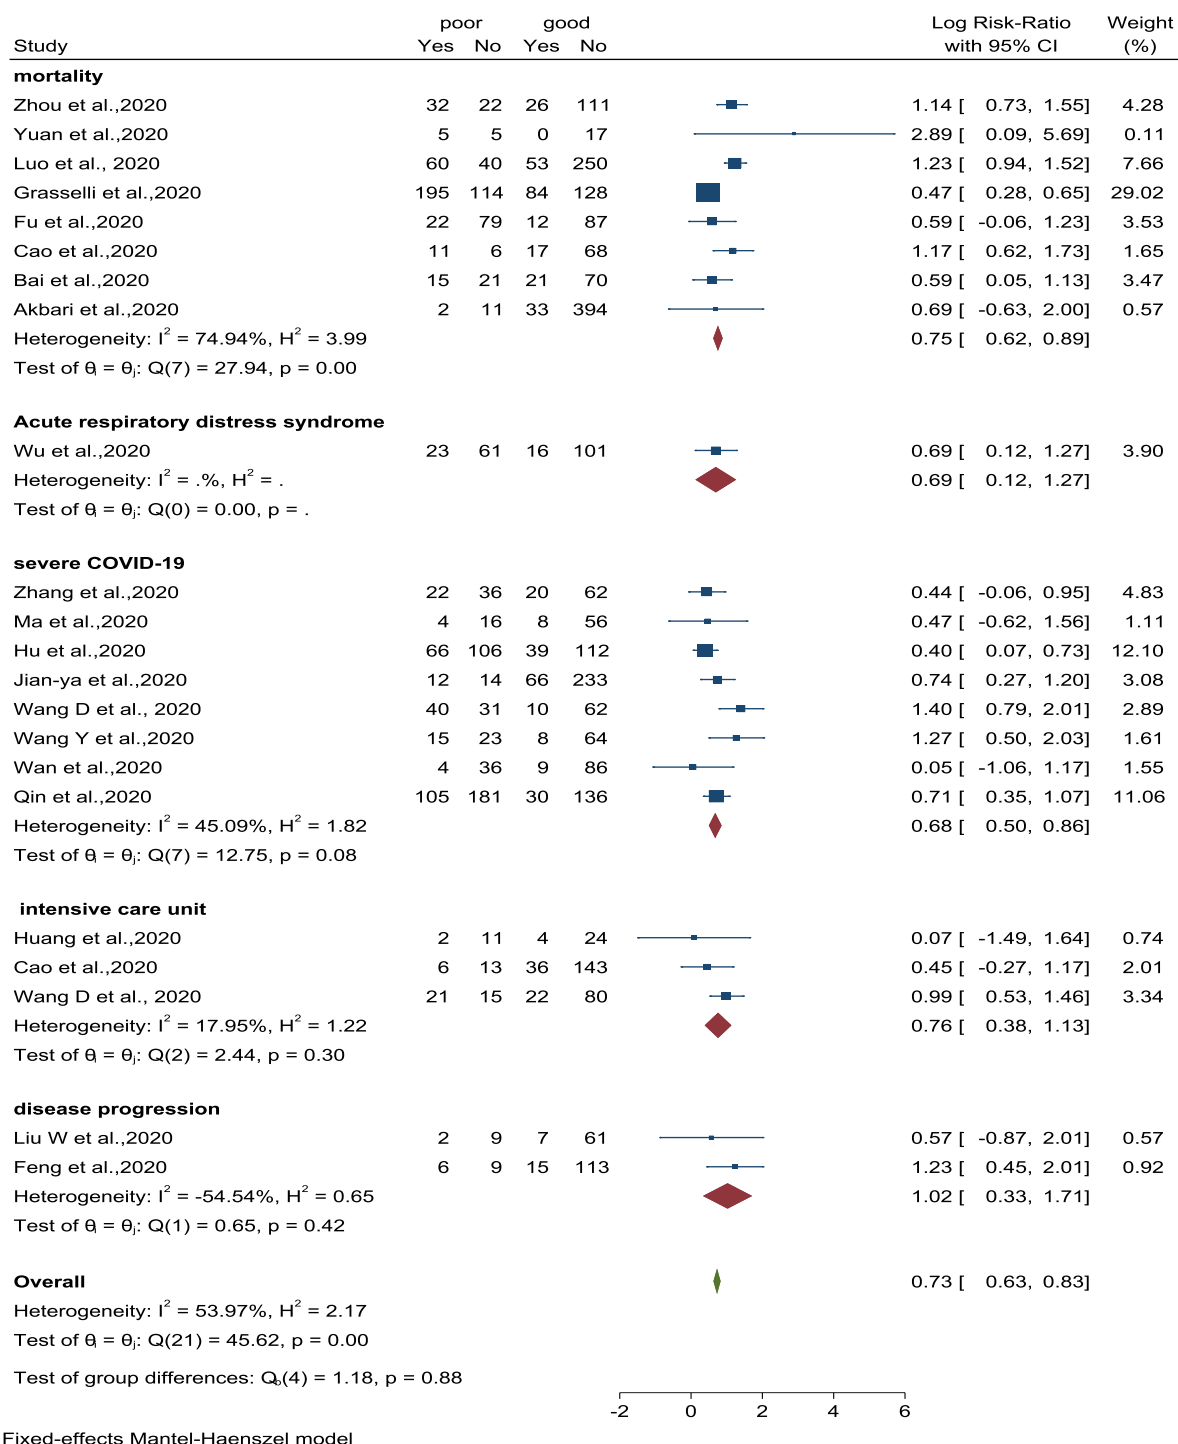 poor good Log Risk-Ratio Weight
Study Yes No Yes No with 95% CI (%)
mortality
Zhou et al.,2020 32 22 26 111 1.14 [ 0.73, 1.55] 4.28
Yuan et al.,2020 5 5 0 17 2.89 [ 0.09, 5.69] 0.11
Luo et al., 2020 60 40 53 250 1.23 [ 0.94, 1.52] 7.66
Grasselli et al.,2020 195 114 84 128 0.47 [ 0.28, 0.65] 29.02
Fu et al.,2020 22 79 12 87 0.59 [ -0.06, 1.23] 3.53
Cao et al.,2020 11 6 17 68 1.17 [ 0.62, 1.73] 1.65
Bai et al.,2020 15 21 21 70 0.59 [ 0.05, 1.13] 3.47
Akbari et al.,2020 2 11 33 394 0.69 [ -0.63, 2.00] 0.57
Heterogeneity: I² = 74.94%, H² = 3.99 0.75 [ 0.62, 0.89]
Test of θᵢ = θⱼ: Q(7) = 27.94, p = 0.00
Acute respiratory distress syndrome
Wu et al.,2020 23 61 16 101 0.69 [ 0.12, 1.27] 3.90
Heterogeneity: I² = .%, H² = . 0.69 [ 0.12, 1.27]
Test of θᵢ = θⱼ: Q(0) = 0.00, p = .
severe COVID-19
Zhang et al.,2020 22 36 20 62 0.44 [ -0.06, 0.95] 4.83
Ma et al.,2020 4 16 8 56 0.47 [ -0.62, 1.56] 1.11
Hu et al.,2020 66 106 39 112 0.40 [ 0.07, 0.73] 12.10
Jian-ya et al.,2020 12 14 66 233 0.74 [ 0.27, 1.20] 3.08
Wang D et al., 2020 40 31 10 62 1.40 [ 0.79, 2.01] 2.89
Wang Y et al.,2020 15 23 8 64 1.27 [ 0.50, 2.03] 1.61
Wan et al.,2020 4 36 9 86 0.05 [ -1.06, 1.17] 1.55
Qin et al.,2020 105 181 30 136 0.71 [ 0.35, 1.07] 11.06
Heterogeneity: I² = 45.09%, H² = 1.82 0.68 [ 0.50, 0.86]
Test of θᵢ = θⱼ: Q(7) = 12.75, p = 0.08
intensive care unit
Huang et al.,2020 2 11 4 24 0.07 [ -1.49, 1.64] 0.74
Cao et al.,2020 6 13 36 143 0.45 [ -0.27, 1.17] 2.01
Wang D et al., 2020 21 15 22 80 0.99 [ 0.53, 1.46] 3.34
Heterogeneity: I² = 17.95%, H² = 1.22 0.76 [ 0.38, 1.13]
Test of θᵢ = θⱼ: Q(2) = 2.44, p = 0.30
disease progression
Liu W et al.,2020 2 9 7 61 0.57 [ -0.87, 2.01] 0.57
Feng et al.,2020 6 9 15 113 1.23 [ 0.45, 2.01] 0.92
Heterogeneity: I² = -54.54%, H² = 0.65 1.02 [ 0.33, 1.71]
Test of θᵢ = θⱼ: Q(1) = 0.65, p = 0.42
Overall 0.73 [ 0.63, 0.83]
Heterogeneity: I² = 53.97%, H² = 2.17
Test of θᵢ = θⱼ: Q(21) = 45.62, p = 0.00
Test of group differences: Q_b(4) = 1.18, p = 0.88
-2 0 2 4 6
Fixed-effects Mantel-Haenszel model